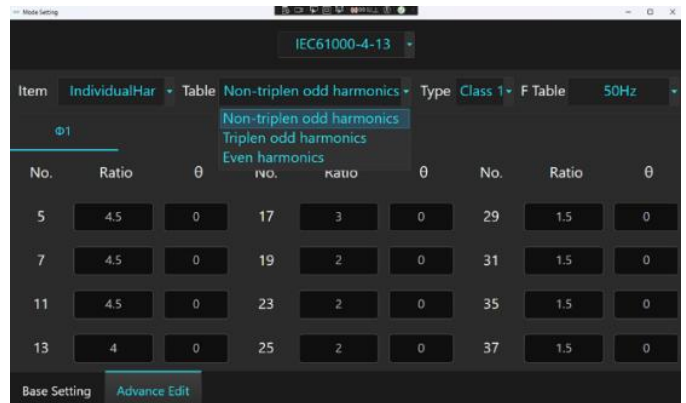 Mode Setting
IEC61000-4-13
Item IndividualHar Table Non-triplen odd harmonics Type Class 1 F Table 50Hz
Non-triplen odd harmonics
Triplen odd harmonics
Even harmonics
Φ1
No. Ratio θ No. Ratio θ No. Ratio θ
5 4.5 0 17 3 0 29 1.5 0
7 4.5 0 19 2 0 31 1.5 0
11 4.5 0 23 2 0 35 1.5 0
13 4 0 25 2 0 37 1.5 0
Base Setting Advance Edit